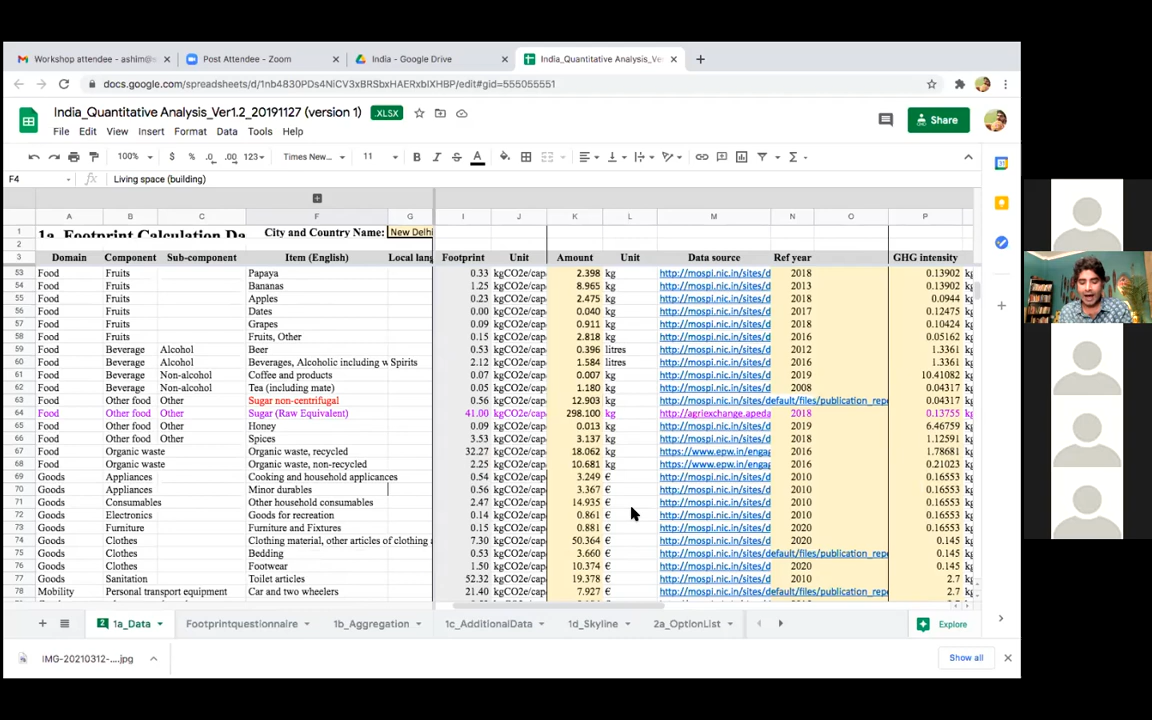 Workshop attendee - ashim@s
Post Attendee - Zoom
India - Google Drive
India_Quantitative Analysis_Ve
docs.google.com/spreadsheets/d/1nb4830PDs4NiCV3xBRSbxHAERxbIXHBP/edit#gid=555055551
India_Quantitative Analysis_Ver1.2_20191127 (version 1) .XLSX
Share
File Edit View Insert Format Data Tools Help
100% $ % .0 .00 123 Times New... 11 B I S A
F4 fx Living space (building)
A B C F G I J K L M N O P
1 1a. Footprint Calculation Da City and Country Name: New Delhi
2
3 Domain Component Sub-component Item (English) Local lang Footprint Unit Amount Unit Data source Ref year GHG intensity
53 Food Fruits Papaya 0.33 kgCO2e/cap 2.398 kg http://mospi.nic.in/sites/d 2018 0.13902 kg
54 Food Fruits Bananas 1.25 kgCO2e/cap 8.965 kg http://mospi.nic.in/sites/d 2013 0.13902 kg
55 Food Fruits Apples 0.23 kgCO2e/cap 2.475 kg http://mospi.nic.in/sites/d 2018 0.0944 kg
56 Food Fruits Dates 0.00 kgCO2e/cap 0.040 kg http://mospi.nic.in/sites/d 2017 0.12475 kg
57 Food Fruits Grapes 0.09 kgCO2e/cap 0.911 kg http://mospi.nic.in/sites/d 2018 0.10424 kg
58 Food Fruits Fruits, Other 0.15 kgCO2e/cap 2.818 kg http://mospi.nic.in/sites/d 2016 0.05162 kg
59 Food Beverage Alcohol Beer 0.53 kgCO2e/cap 0.396 litres http://mospi.nic.in/sites/d 2012 1.3361 kg
60 Food Beverage Alcohol Beverages, Alcoholic including w Spirits 2.12 kgCO2e/cap 1.584 litres http://mospi.nic.in/sites/d 2016 1.3361 kg
61 Food Beverage Non-alcohol Coffee and products 0.07 kgCO2e/cap 0.007 kg http://mospi.nic.in/sites/d 2019 10.41082 kg
62 Food Beverage Non-alcohol Tea (including mate) 0.05 kgCO2e/cap 1.180 kg http://mospi.nic.in/sites/d 2008 0.04317 kg
63 Food Other food Other Sugar non-centrifugal 0.56 kgCO2e/cap 12.903 kg http://mospi.nic.in/sites/default/files/publication_repo 0.04317 kg
64 Food Other food Other Sugar (Raw Equivalent) 41.00 kgCO2e/cap 298.100 kg http://agriexchange.apeda 2018 0.13755 kg
65 Food Other food Other Honey 0.09 kgCO2e/cap 0.013 kg http://mospi.nic.in/sites/d 2019 6.46759 kg
66 Food Other food Other Spices 3.53 kgCO2e/cap 3.137 kg http://mospi.nic.in/sites/d 2016 1.12591 kg
67 Food Organic waste Organic waste, recycled 32.27 kgCO2e/cap 18.062 kg https://www.epw.in/engag 2016 1.78681 kg
68 Food Organic waste Organic waste, non-recycled 2.25 kgCO2e/cap 10.681 kg https://www.epw.in/engag 2016 0.21023 kg
69 Goods Appliances Cooking and household applicances 0.54 kgCO2e/cap 3.249 € http://mospi.nic.in/sites/d 2010 0.16553 kg
70 Goods Appliances Minor durables 0.56 kgCO2e/cap 3.367 € http://mospi.nic.in/sites/d 2010 0.16553 kg
71 Goods Consumables Other household consumables 2.47 kgCO2e/cap 14.935 € http://mospi.nic.in/sites/d 2010 0.16553 kg
72 Goods Electronics Goods for recreation 0.14 kgCO2e/cap 0.861 € http://mospi.nic.in/sites/d 2010 0.16553 kg
73 Goods Furniture Furniture and Fixtures 0.15 kgCO2e/cap 0.881 € http://mospi.nic.in/sites/d 2020 0.16553 kg
74 Goods Clothes Clothing material, other articles of clothing a 7.30 kgCO2e/cap 50.364 € http://mospi.nic.in/sites/d 2020 0.145 kg
75 Goods Clothes Bedding 0.53 kgCO2e/cap 3.660 € http://mospi.nic.in/sites/default/files/publication_repo 0.145 kg
76 Goods Clothes Footwear 1.50 kgCO2e/cap 10.374 € http://mospi.nic.in/sites/d 2020 0.145 kg
77 Goods Sanitation Toilet articles 52.32 kgCO2e/cap 19.378 € http://mospi.nic.in/sites/d 2010 2.7 kg
78 Mobility Personal transport equipment Car and two wheelers 21.40 kgCO2e/cap 7.927 € http://mospi.nic.in/sites/default/files/publication_repo 2.7 kg
2 1a_Data Footprintquestionnaire 1b_Aggregation 1c_AdditionalData 1d_Skyline 2a_OptionList Explore
IMG-20210312-....jpg Show all